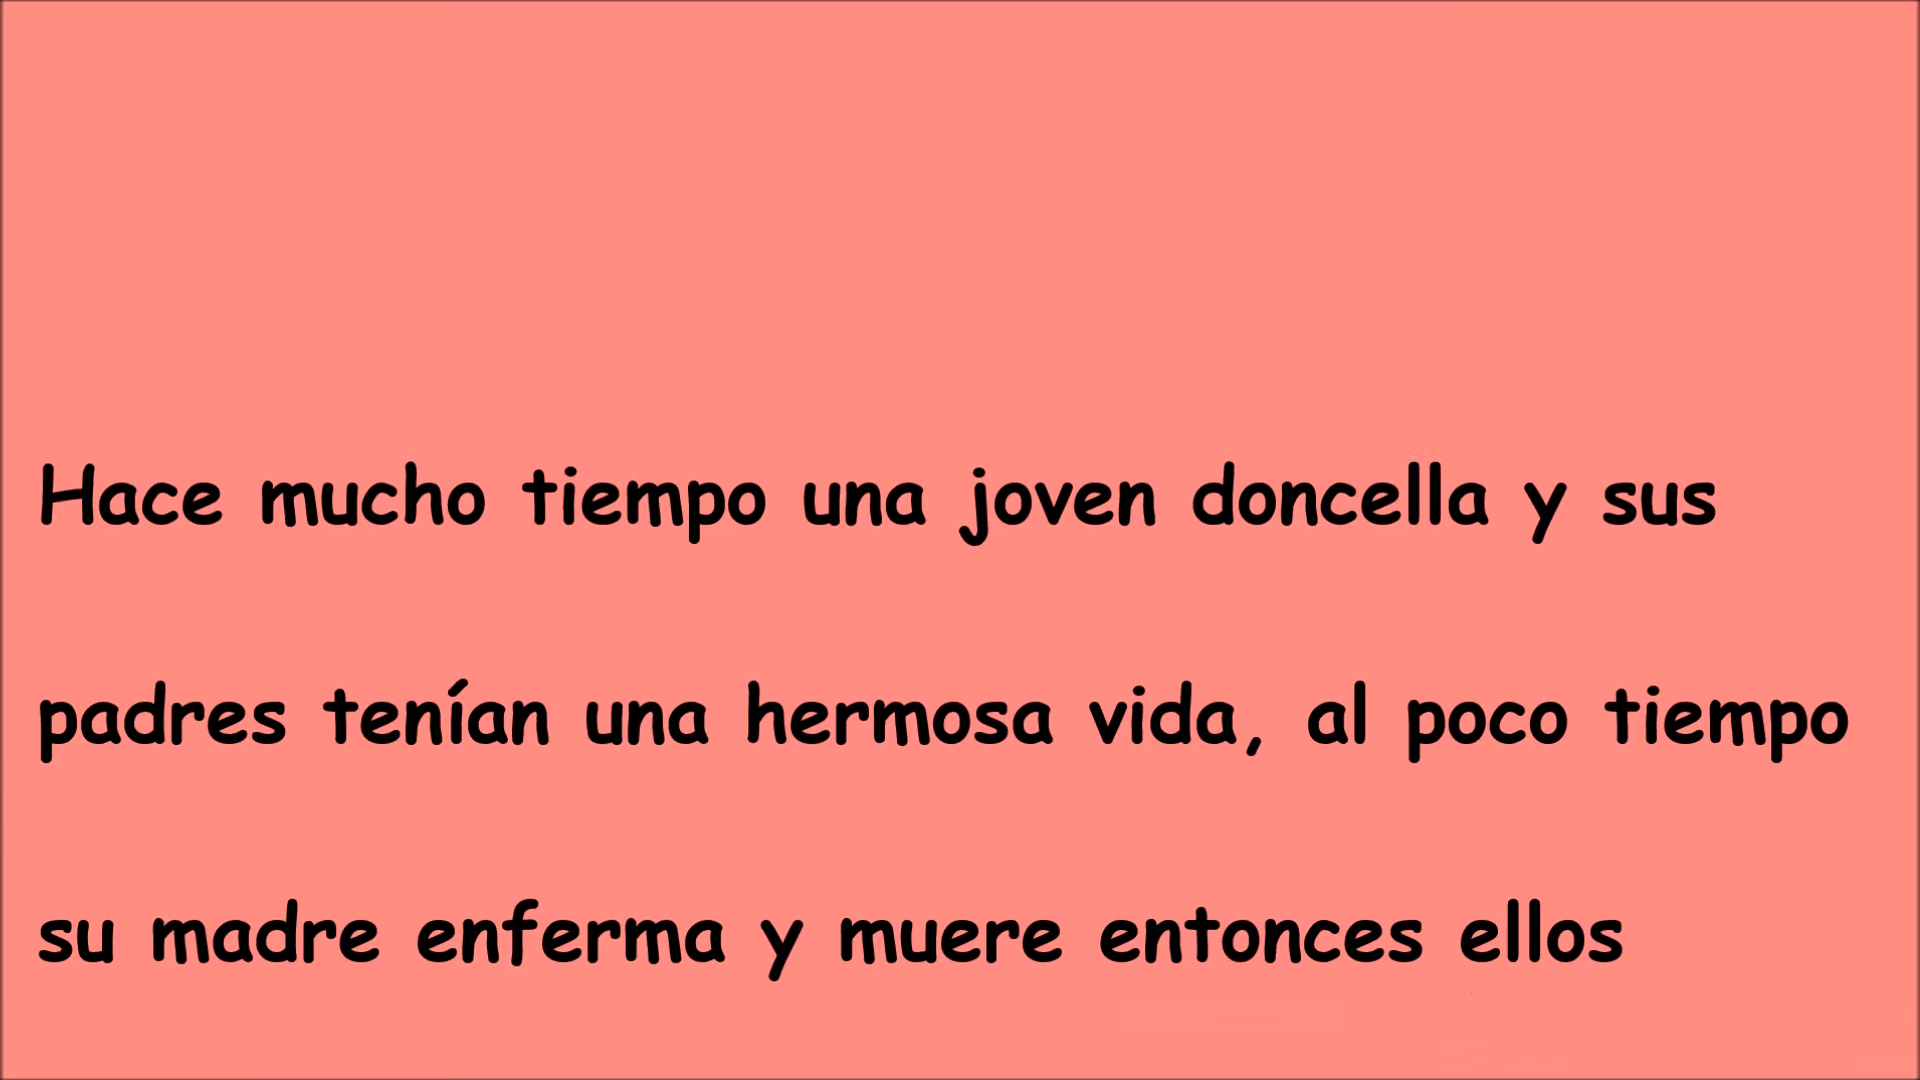 Hace mucho tiempo una joven doncella y sus
padres tenían una hermosa vida, al poco tiempo
su madre enferma y muere entonces ellos